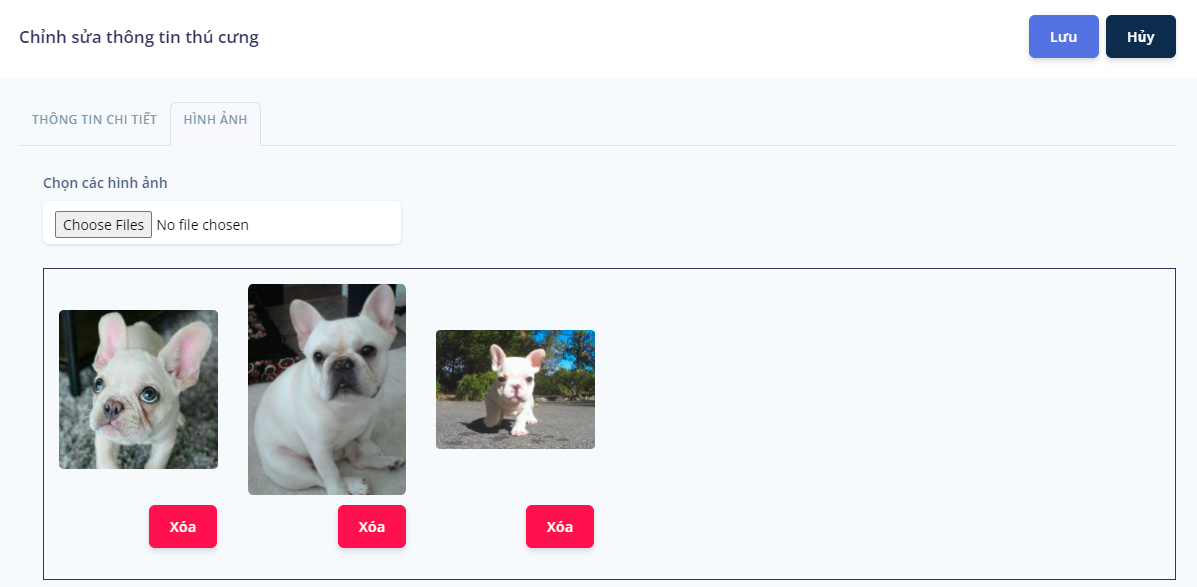 Chỉnh sửa thông tin thú cưng
Lưu
Hủy
THÔNG TIN CHI TIẾT
HÌNH ẢNH
Chọn các hình ảnh
Choose Files No file chosen
Xóa
Xóa
Xóa